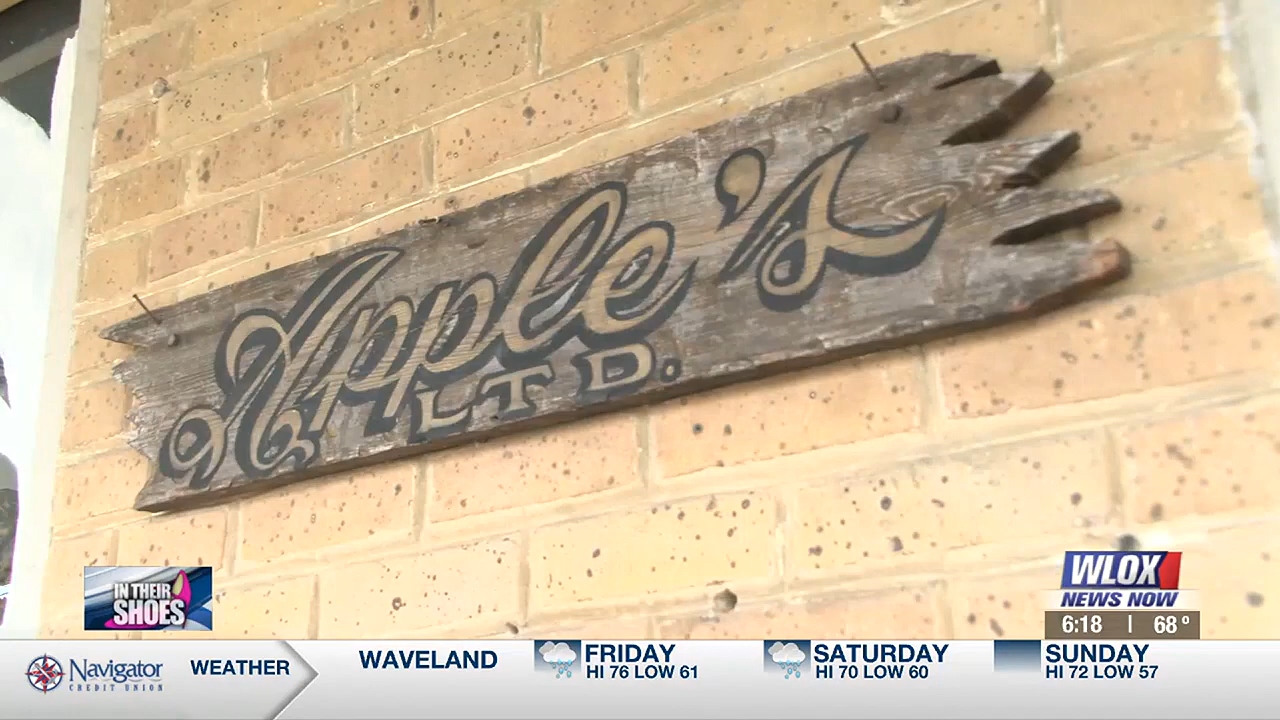 Apple's
LTD.
IN THEIR
SHOES
WLOX
NEWS NOW
6:18 | 68°
Navigator
CREDIT UNION
WEATHER
WAVELAND
FRIDAY
HI 76 LOW 61
SATURDAY
HI 70 LOW 60
SUNDAY
HI 72 LOW 57